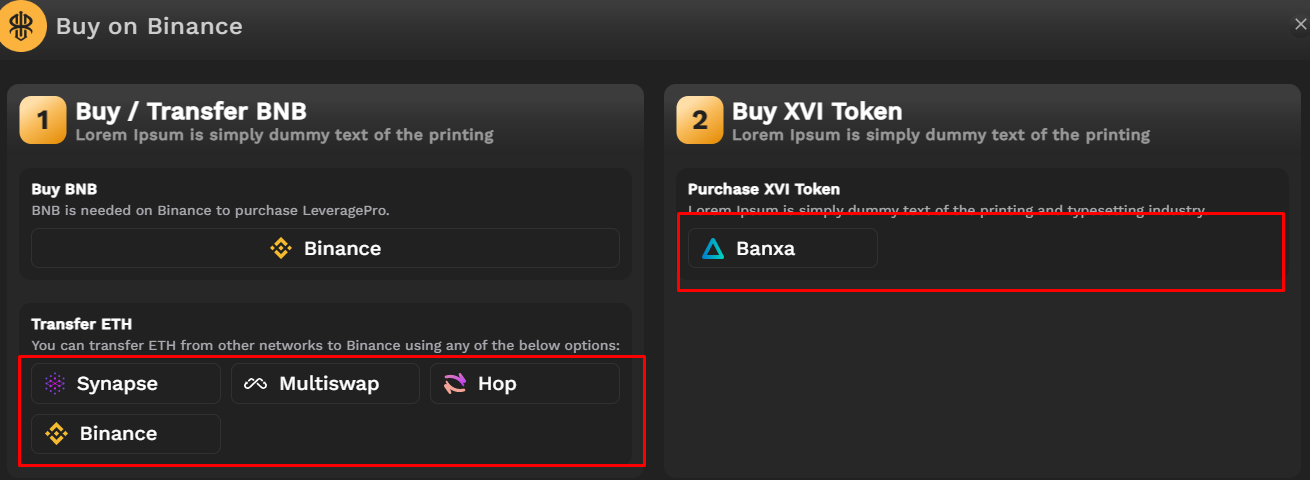 Buy on Binance
1
Buy / Transfer BNB
Lorem Ipsum is simply dummy text of the printing
Buy BNB
BNB is needed on Binance to purchase LeveragePro.
Binance
Transfer ETH
You can transfer ETH from other networks to Binance using any of the below options:
Synapse
Multiswap
Hop
Binance
2
Buy XVI Token
Lorem Ipsum is simply dummy text of the printing
Purchase XVI Token
Lorem Ipsum is simply dummy text of the printing and typesetting industry
Banxa